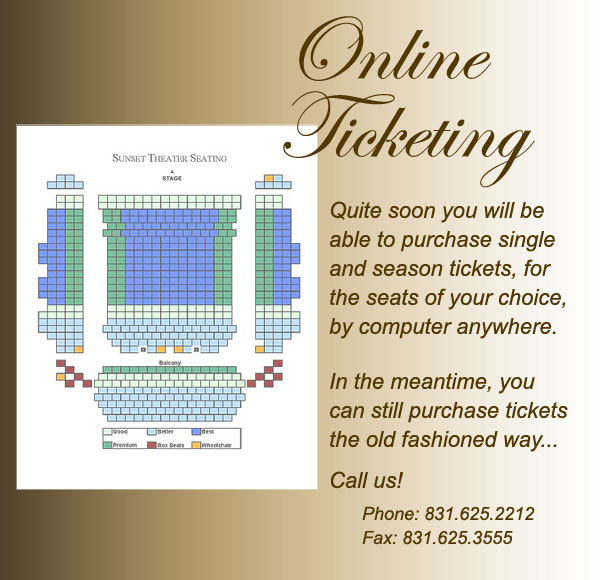 Online
Ticketing
SUNSET THEATER SEATING
STAGE
Balcony
Good Better Best
Premium Box Seats Wheelchair
Quite soon you will be
able to purchase single
and season tickets, for
the seats of your choice,
by computer anywhere.
In the meantime, you
can still purchase tickets
the old fashioned way...
Call us!
Phone: 831.625.2212
Fax: 831.625.3555